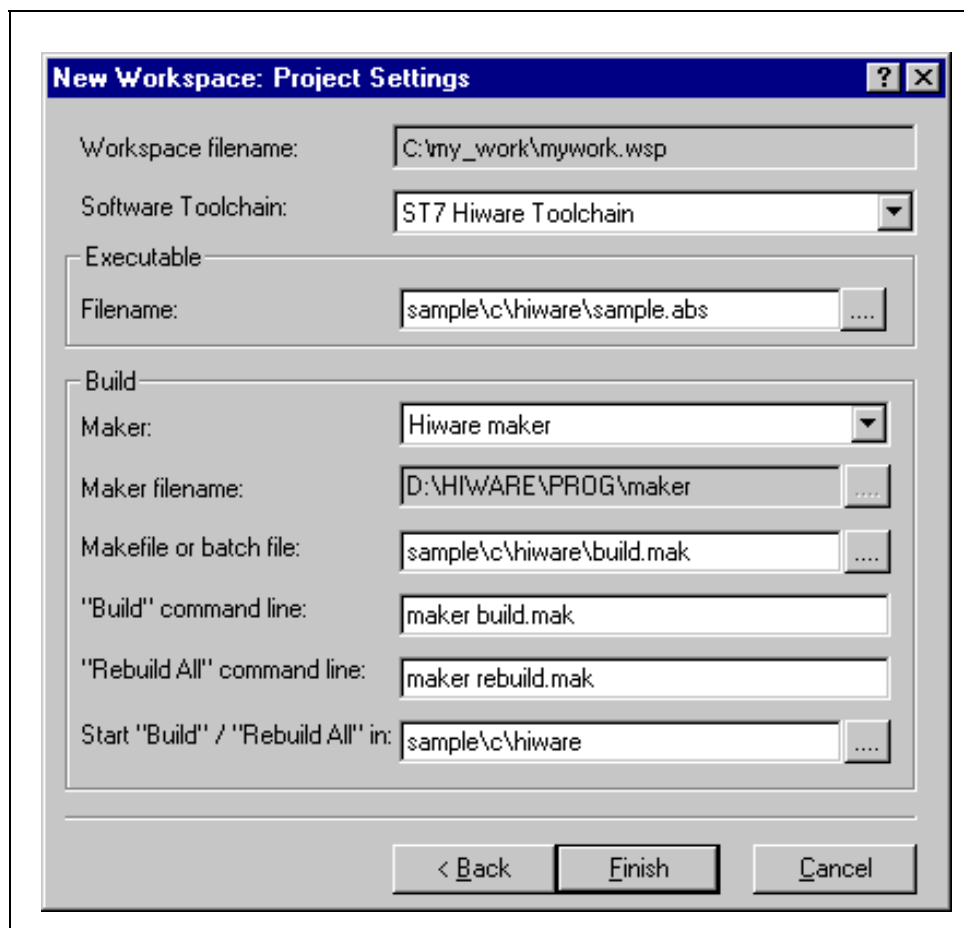 New Workspace: Project Settings
Workspace filename: C:\my_work\mywork.wsp
Software Toolchain: ST7 Hiware Toolchain
Executable
Filename: sample\c\hiware\sample.abs ....
Build
Maker: Hiware maker
Maker filename: D:\HIWARE\PROG\maker ....
Makefile or batch file: sample\c\hiware\build.mak ....
"Build" command line: maker build.mak
"Rebuild All" command line: maker rebuild.mak
Start "Build" / "Rebuild All" in: sample\c\hiware ....
< Back Finish Cancel